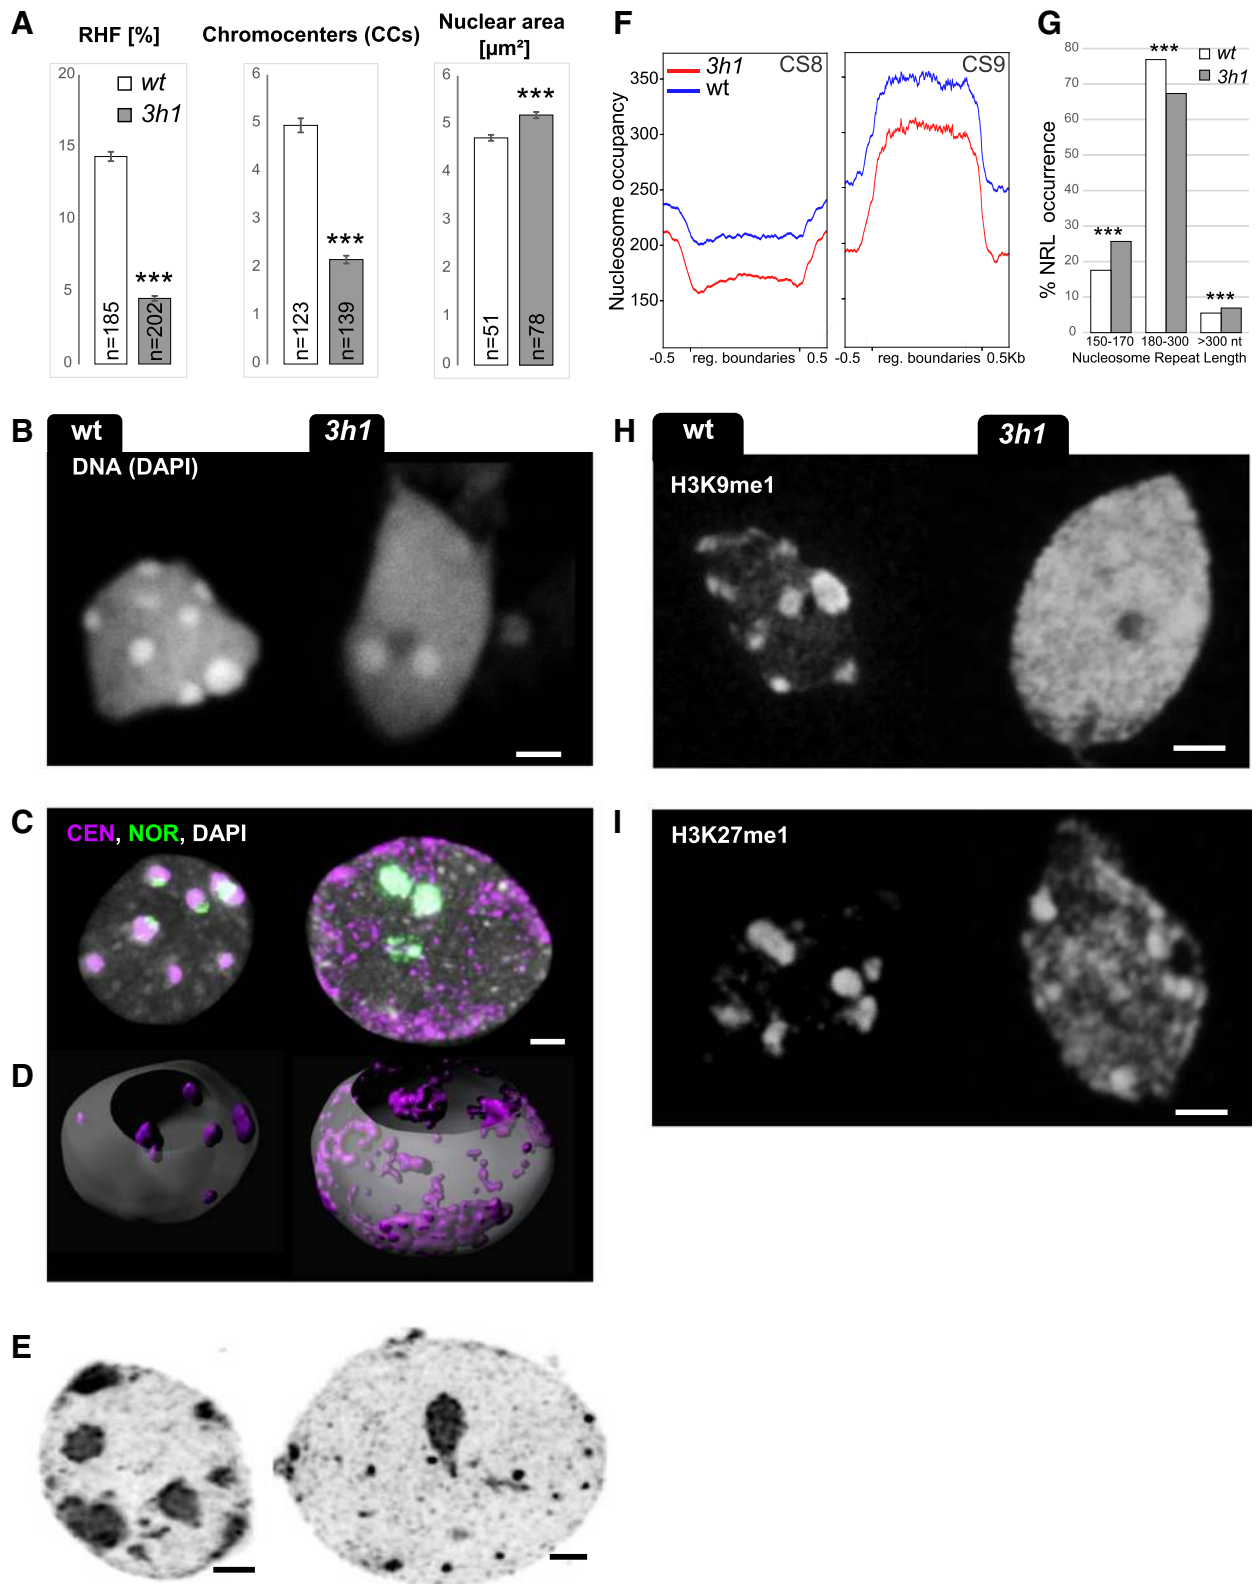 A
RHF [%]
20
15
10
5
0
wt
3h1
***
n=185
n=202
Chromocenters (CCs)
6
5
4
3
2
1
0
***
n=123
n=139
Nuclear area
[µm²]
6
5
4
3
2
1
0
***
n=51
n=78
F
Nucleosome occupancy
350
300
250
200
150
3h1
wt
CS8
-0.5 reg. boundaries 0.5
CS9
-0.5 reg. boundaries 0.5Kb
G
% NRL occurrence
80
70
60
50
40
30
20
10
0
wt
3h1
***
***
***
150-170 180-300 >300 nt
Nucleosome Repeat Length
B
wt
3h1
DNA (DAPI)
H
wt
3h1
H3K9me1
C
CEN, NOR, DAPI
I
H3K27me1
D
E